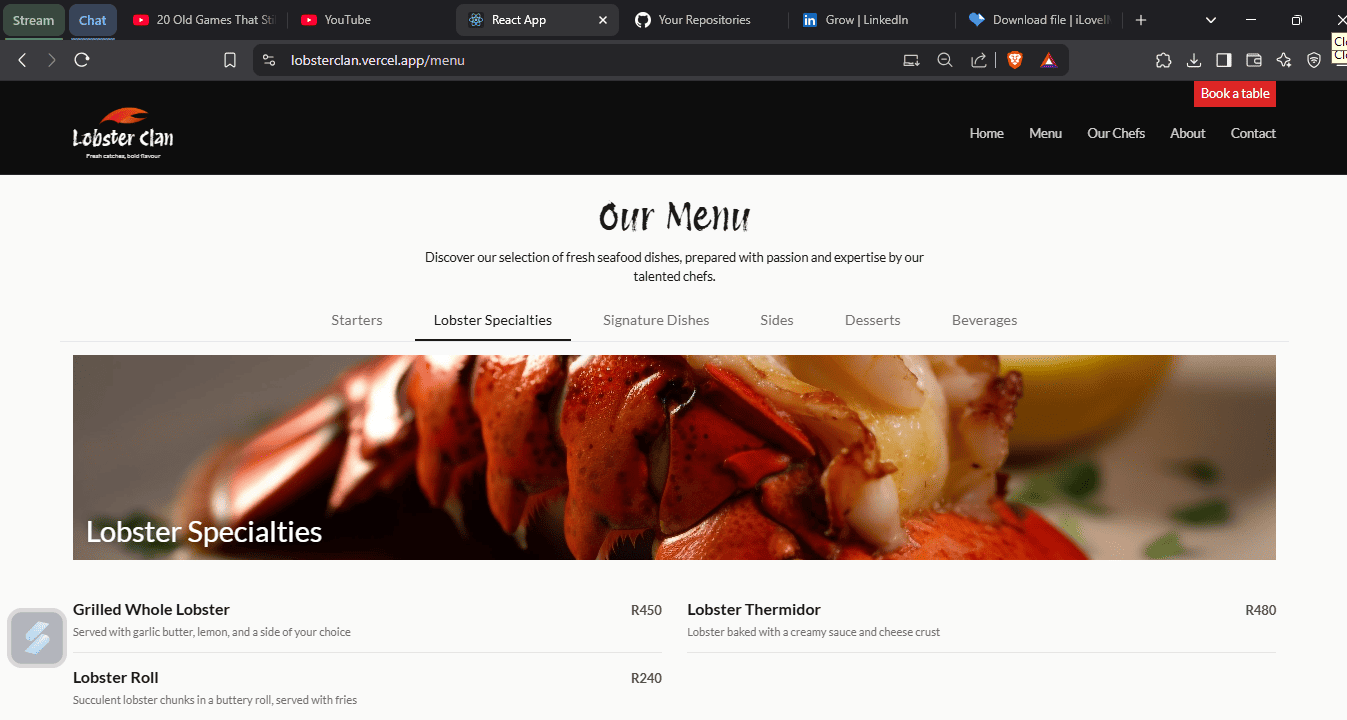 Stream
Chat
20 Old Games That Sti
YouTube
React App
Your Repositories
Grow | LinkedIn
Download file | iLoveI
lobsterclan.vercel.app/menu
Book a table
Lobster Clan
Fresh catches, bold flavour
Home
Menu
Our Chefs
About
Contact
Our Menu
Discover our selection of fresh seafood dishes, prepared with passion and expertise by our
talented chefs.
Starters
Lobster Specialties
Signature Dishes
Sides
Desserts
Beverages
Lobster Specialties
Grilled Whole Lobster
R450
Served with garlic butter, lemon, and a side of your choice
Lobster Thermidor
R480
Lobster baked with a creamy sauce and cheese crust
Lobster Roll
R240
Succulent lobster chunks in a buttery roll, served with fries